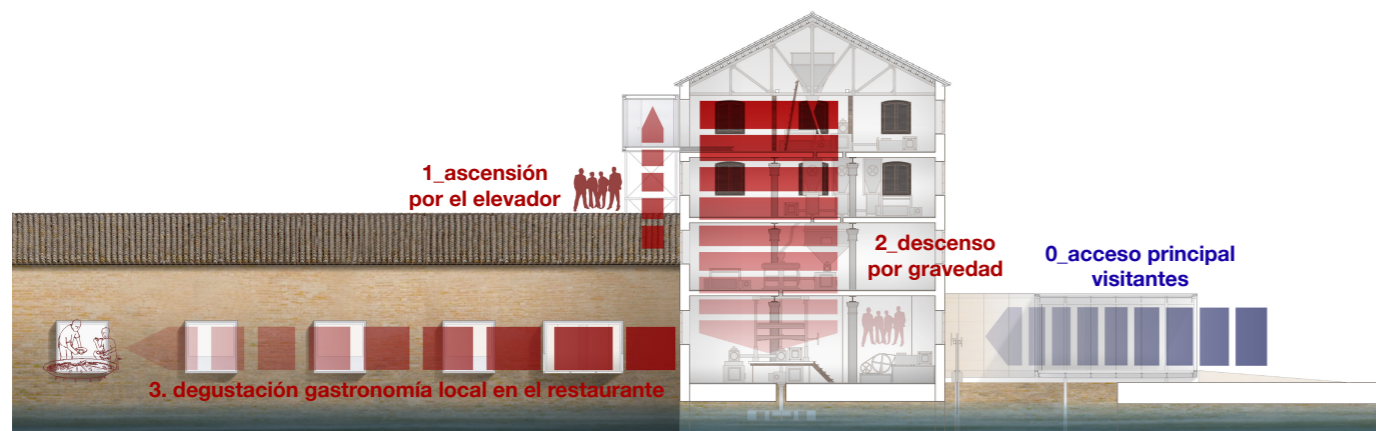 1_ascensión
por el elevador
2_descenso
por gravedad
0_acceso principal
visitantes
3. degustación gastronomía local en el restaurante